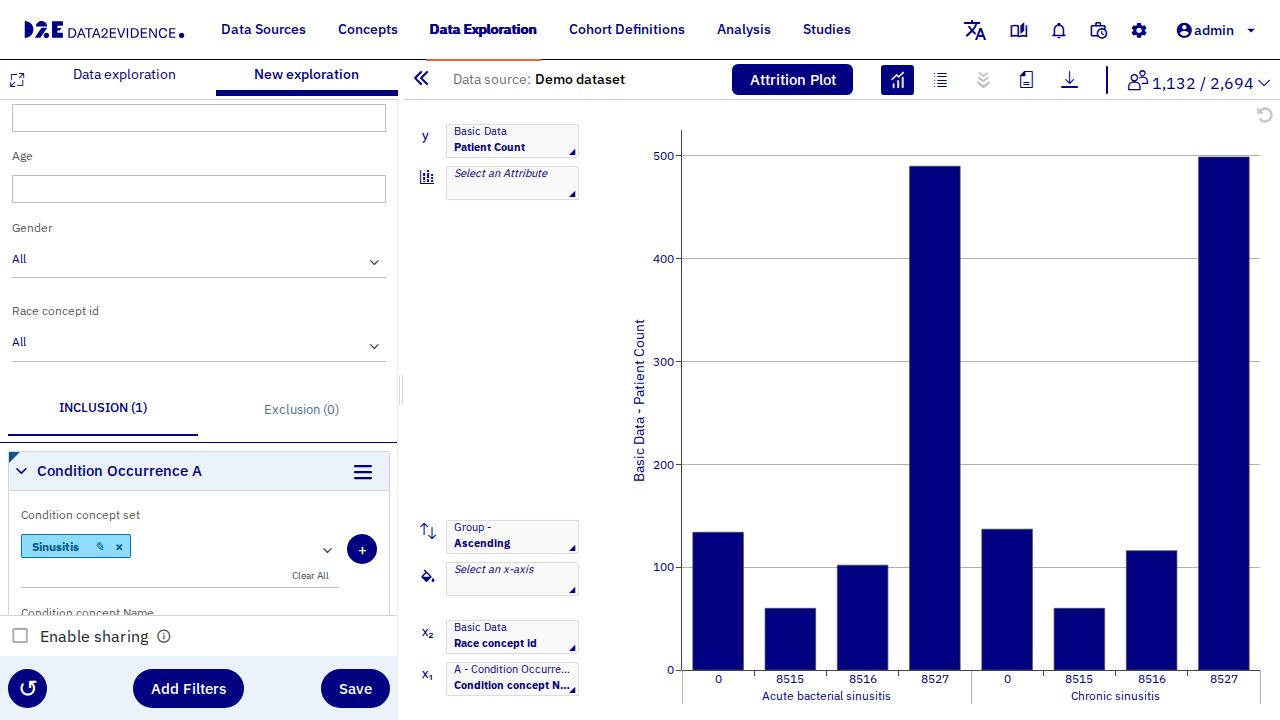 D2E DATA2EVIDENCE.
Data Sources
Concepts
Data Exploration
Cohort Definitions
Analysis
Studies
admin
Data exploration
New exploration
Data source: Demo dataset
Attrition Plot
1,132 / 2,694
Age
Gender
All
Race concept id
All
INCLUSION (1)
Exclusion (0)
Condition Occurrence A
Condition concept set
Sinusitis
Clear All
Condition concept Name
Enable sharing
Add Filters
Save
y
Basic Data
Patient Count
Select an Attribute
Group -
Ascending
Select an x-axis
x₂
Basic Data
Race concept id
x₁
A - Condition Occurre...
Condition concept N...
Basic Data - Patient Count
500
400
300
200
100
0
0 8515 8516 8527 0 8515 8516 8527
Acute bacterial sinusitis
Chronic sinusitis